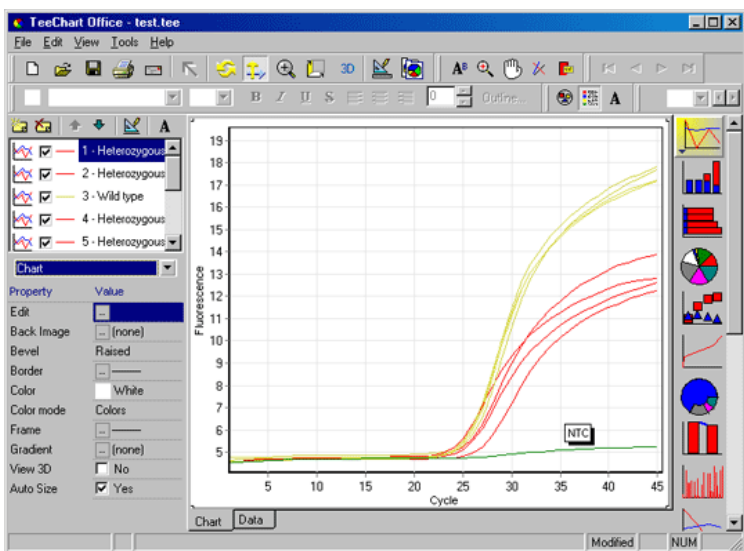 TeeChart Office - test.tee
File Edit View Tools Help
3D A B
B I U S 0 Outline... A
A
1 - Heterozygous
2 - Heterozygous
3 - Wild type
4 - Heterozygous
5 - Heterozygous
Chart
Property Value
Edit ...
Back Image ... (none)
Bevel Raised
Border ...
Color White
Color mode Colors
Frame ...
Gradient ... (none)
View 3D No
Auto Size Yes
19
18
17
16
15
14
13
12
11
10
9
8
7
6
5
Fluorescence
NTC
5 10 15 20 25 30 35 40 45
Cycle
Chart Data
Modified NUM